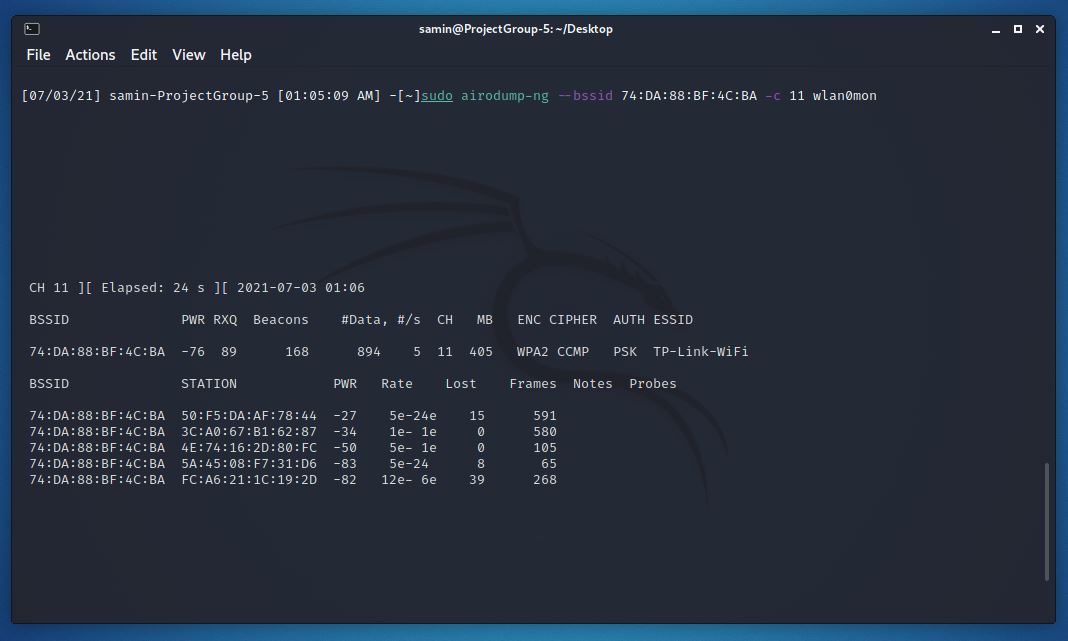 samin@ProjectGroup-5: ~/Desktop
File Actions Edit View Help
[07/03/21] samin-ProjectGroup-5 [01:05:09 AM] -[~]sudo airodump-ng --bssid 74:DA:88:BF:4C:BA -c 11 wlan0mon
CH 11 ][ Elapsed: 24 s ][ 2021-07-03 01:06
BSSID PWR RXQ Beacons #Data, #/s CH MB ENC CIPHER AUTH ESSID
74:DA:88:BF:4C:BA -76 89 168 894 5 11 405 WPA2 CCMP PSK TP-Link-WiFi
BSSID STATION PWR Rate Lost Frames Notes Probes
74:DA:88:BF:4C:BA 50:F5:DA:AF:78:44 -27 5e-24e 15 591
74:DA:88:BF:4C:BA 3C:A0:67:B1:62:87 -34 1e- 1e 0 580
74:DA:88:BF:4C:BA 4E:74:16:2D:80:FC -50 5e- 1e 0 105
74:DA:88:BF:4C:BA 5A:45:08:F7:31:D6 -83 5e-24 8 65
74:DA:88:BF:4C:BA FC:A6:21:1C:19:2D -82 12e- 6e 39 268